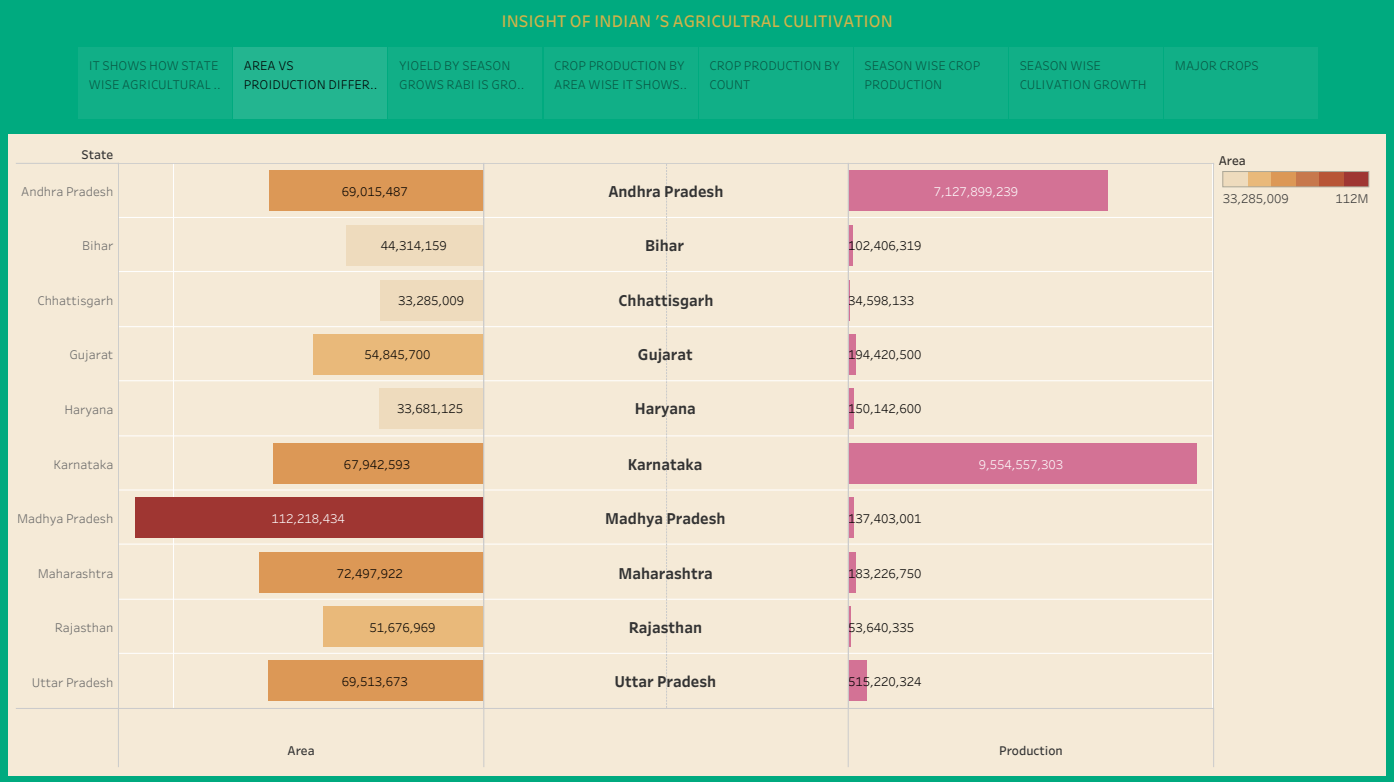 INSIGHT OF INDIAN 'S AGRICULTRAL CULITIVATION
IT SHOWS HOW STATE
WISE AGRICULTURAL ..
AREA VS
PROIDUCTION DIFFER..
YIOELD BY SEASON
GROWS RABI IS GRO..
CROP PRODUCTION BY
AREA WISE IT SHOWS..
CROP PRODUCTION BY
COUNT
SEASON WISE CROP
PRODUCTION
SEASON WISE
CULIVATION GROWTH
MAJOR CROPS
State
Area
33,285,009 112M
Andhra Pradesh 69,015,487 Andhra Pradesh 7,127,899,239
Bihar 44,314,159 Bihar 102,406,319
Chhattisgarh 33,285,009 Chhattisgarh 34,598,133
Gujarat 54,845,700 Gujarat 194,420,500
Haryana 33,681,125 Haryana 150,142,600
Karnataka 67,942,593 Karnataka 9,554,557,303
Madhya Pradesh 112,218,434 Madhya Pradesh 137,403,001
Maharashtra 72,497,922 Maharashtra 183,226,750
Rajasthan 51,676,969 Rajasthan 53,640,335
Uttar Pradesh 69,513,673 Uttar Pradesh 515,220,324
Area Production